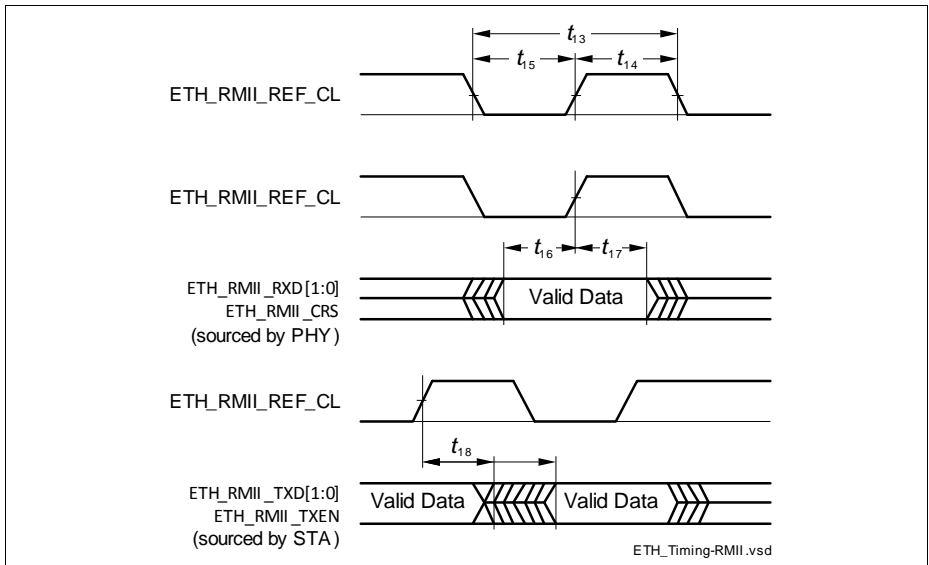 t13
t15
t14
ETH_RMII_REF_CL
ETH_RMII_REF_CL
t16
t17
ETH_RMII_RXD[1:0]
ETH_RMII_CRS
(sourced by PHY)
Valid Data
ETH_RMII_REF_CL
t18
ETH_RMII_TXD[1:0]
ETH_RMII_TXEN
(sourced by STA)
Valid Data
Valid Data
ETH_Timing-RMII.vsd